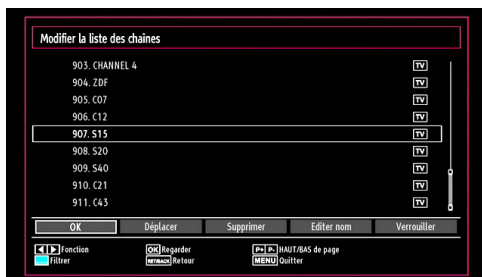 Modifier la liste des chaînes
903. CHANNEL 4 TV
904. ZDF TV
905. C07 TV
906. C12 TV
907. S15 TV
908. S20 TV
909. S40 TV
910. C21 TV
911. C43 TV
OK Déplacer Supprimer Editer nom Verrouiller
Fonction OK Regarder P+ P- HAUT/BAS de page
Filtrer RET/BACK Retour MENU Quitter